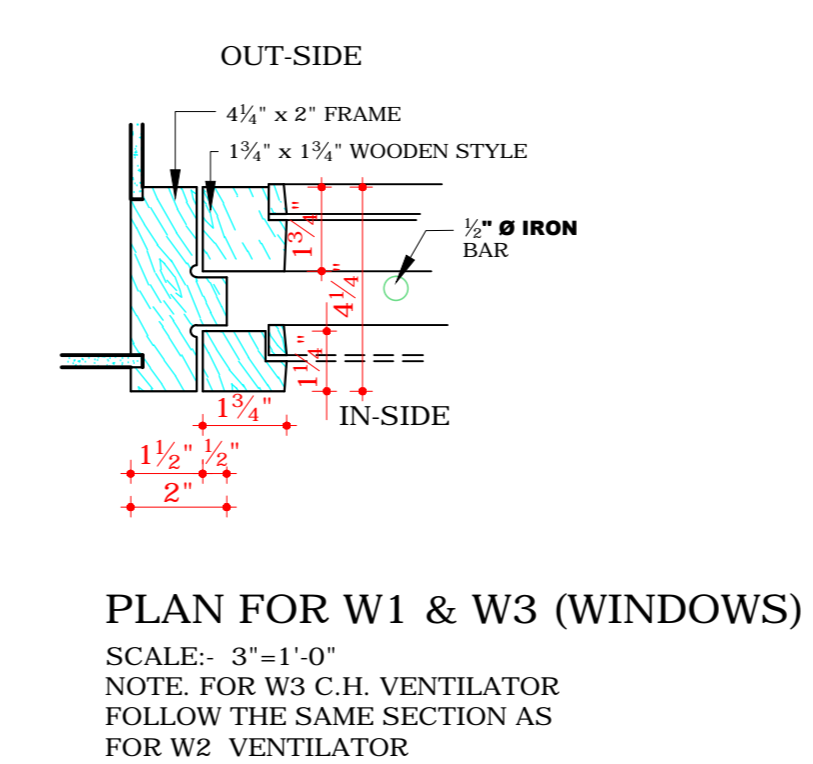 OUT-SIDE
4¼" x 2" FRAME
1¾" x 1¾" WOODEN STYLE
½" Ø IRON
BAR
1¾"
4¼"
1¼"
1¾"
IN-SIDE
1½" ½"
2"
PLAN FOR W1 & W3 (WINDOWS)
SCALE:- 3"=1'-0"
NOTE. FOR W3 C.H. VENTILATOR
FOLLOW THE SAME SECTION AS
FOR W2 VENTILATOR